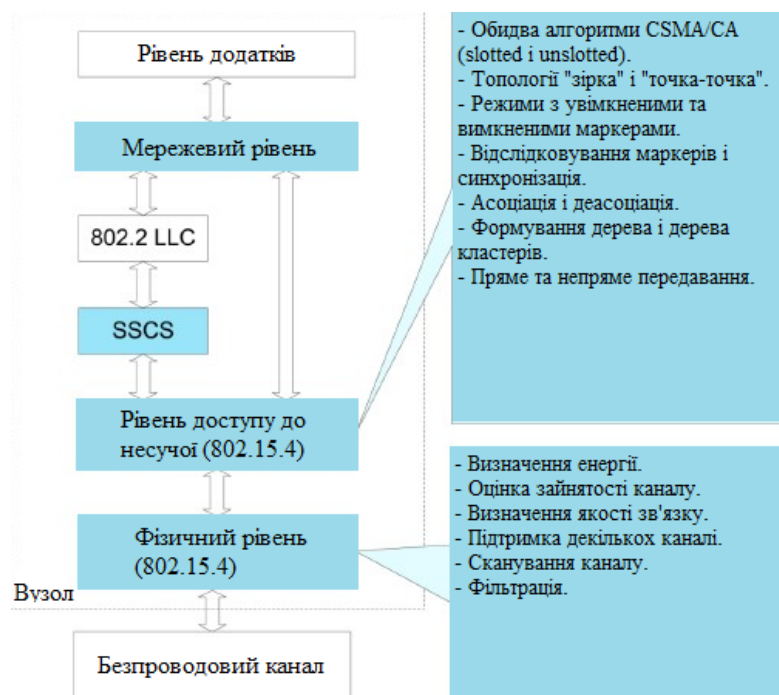 Рівень додатків
Мережевий рівень
802.2 LLC
SSCS
Рівень доступу до
несучої (802.15.4)
Фізичний рівень
(802.15.4)
Вузол
Безпроводовий канал
- Обидва алгоритми CSMA/CA
(slotted і unslotted).
- Топології "зірка" і "точка-точка".
- Режими з увімкненими та
вимкненими маркерами.
- Відслідковування маркерів і
синхронізація.
- Асоціація і деасоціація.
- Формування дерева і дерева
кластерів.
- Пряме та непряме передавання.
- Визначення енергії.
- Оцінка зайнятості каналу.
- Визначення якості зв'язку.
- Підтримка декількох каналі.
- Сканування каналу.
- Фільтрація.